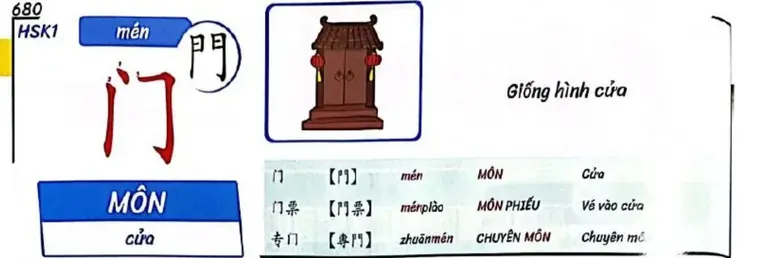 680
HSK1
mén
門
门
MÔN
cửa
Giống hình cửa
门 【門】 mén MÔN Cửa
门票 【門票】 ménpiào MÔN PHIẾU Vé vào cửa
专门 【專門】 zhuānmén CHUYÊN MÔN Chuyên